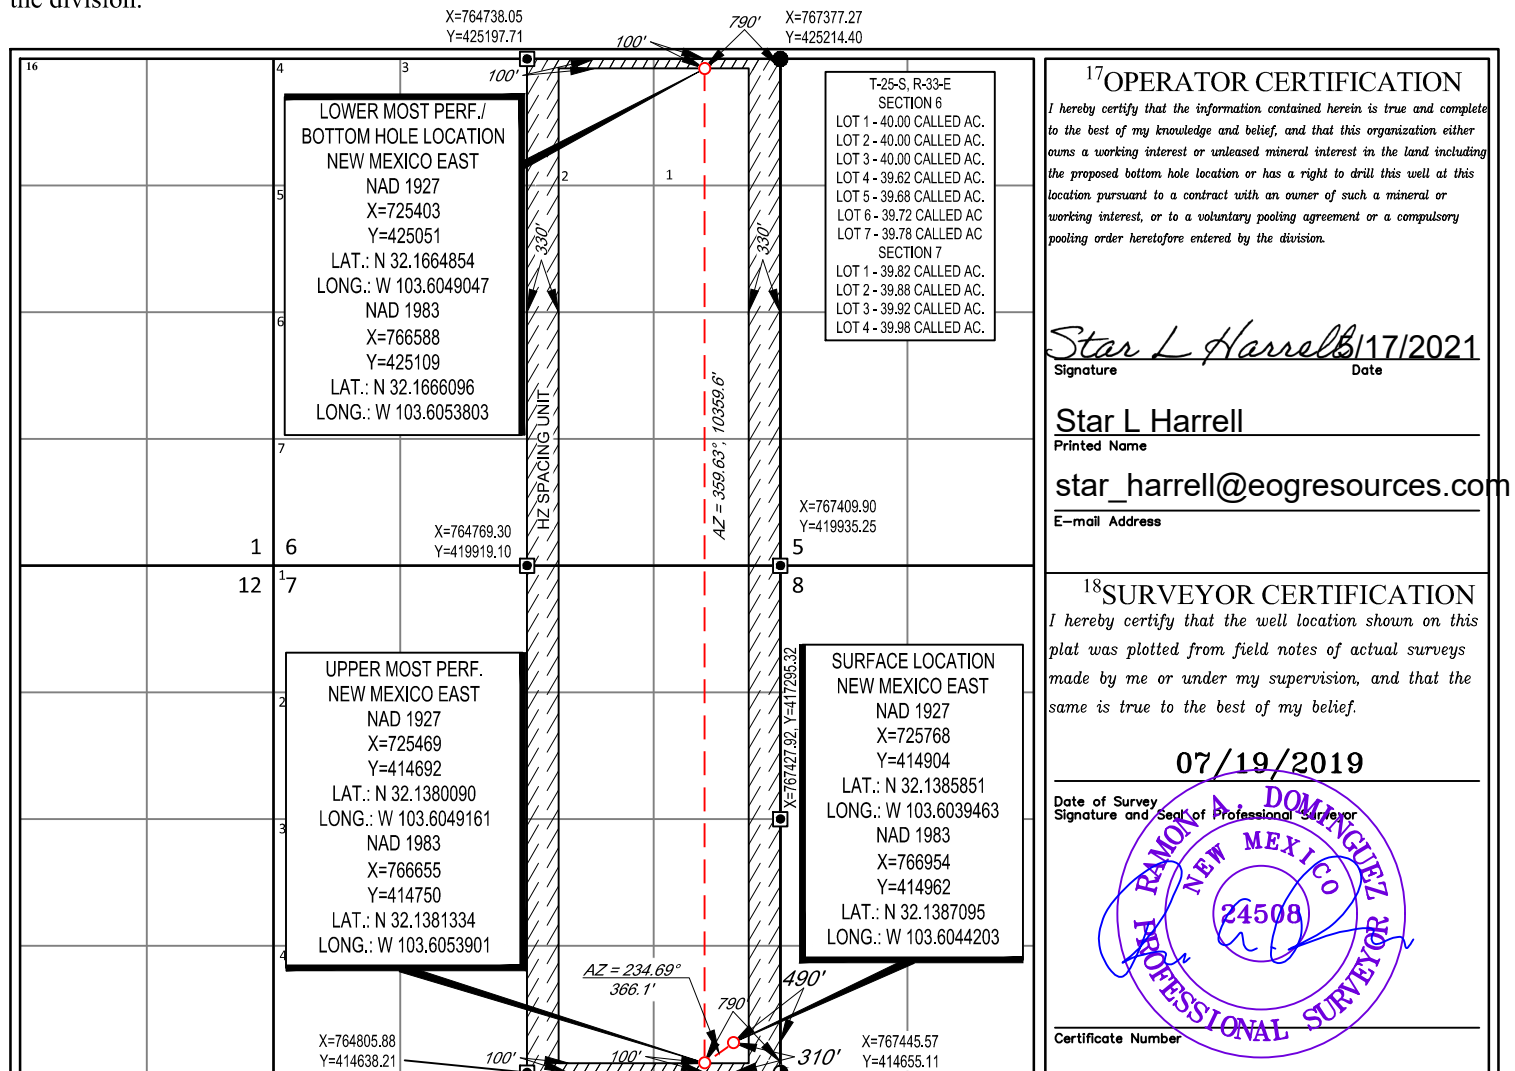 the division.
X=764738.05
Y=425197.71
100'
790'
X=767377.27
Y=425214.40
16
4
3
100'
LOWER MOST PERF./
BOTTOM HOLE LOCATION
NEW MEXICO EAST
NAD 1927
X=725403
Y=425051
LAT.: N 32.1664854
LONG.: W 103.6049047
NAD 1983
X=766588
Y=425109
LAT.: N 32.1666096
LONG.: W 103.6053803
5
6
7
2
1
330'
330'
T-25-S, R-33-E
SECTION 6
LOT 1 - 40.00 CALLED AC.
LOT 2 - 40.00 CALLED AC.
LOT 3 - 40.00 CALLED AC.
LOT 4 - 39.62 CALLED AC.
LOT 5 - 39.68 CALLED AC.
LOT 6 - 39.72 CALLED AC
LOT 7 - 39.78 CALLED AC
SECTION 7
LOT 1 - 39.82 CALLED AC.
LOT 2 - 39.88 CALLED AC.
LOT 3 - 39.92 CALLED AC.
LOT 4 - 39.98 CALLED AC.
HZ SPACING UNIT
AZ = 359.63°, 10359.6'
X=764769.30
Y=419919.10
X=767409.90
Y=419935.25
1 6
5
12 7
1
8
UPPER MOST PERF.
NEW MEXICO EAST
NAD 1927
X=725469
Y=414692
LAT.: N 32.1380090
LONG.: W 103.6049161
NAD 1983
X=766655
Y=414750
LAT.: N 32.1381334
LONG.: W 103.6053901
2
3
4
X=767427.92, Y=417295.32
SURFACE LOCATION
NEW MEXICO EAST
NAD 1927
X=725768
Y=414904
LAT.: N 32.1385851
LONG.: W 103.6039463
NAD 1983
X=766954
Y=414962
LAT.: N 32.1387095
LONG.: W 103.6044203
AZ = 234.69°
366.1'
790'
490'
X=764805.88
Y=414638.21
100'
100'
310'
X=767445.57
Y=414655.11
17OPERATOR CERTIFICATION
I hereby certify that the information contained herein is true and complete
to the best of my knowledge and belief, and that this organization either
owns a working interest or unleased mineral interest in the land including
the proposed bottom hole location or has a right to drill this well at this
location pursuant to a contract with an owner of such a mineral or
working interest, or to a voluntary pooling agreement or a compulsory
pooling order heretofore entered by the division.
Star L Harrell 5/17/2021
Signature Date
Star L Harrell
Printed Name
star_harrell@eogresources.com
E-mail Address
18SURVEYOR CERTIFICATION
I hereby certify that the well location shown on this
plat was plotted from field notes of actual surveys
made by me or under my supervision, and that the
same is true to the best of my belief.
07/19/2019
Date of Survey
Signature and Seal of Professional Surveyor
RAMON A. DOMINGUEZ
NEW MEXICO
24508
PROFESSIONAL SURVEYOR
Certificate Number